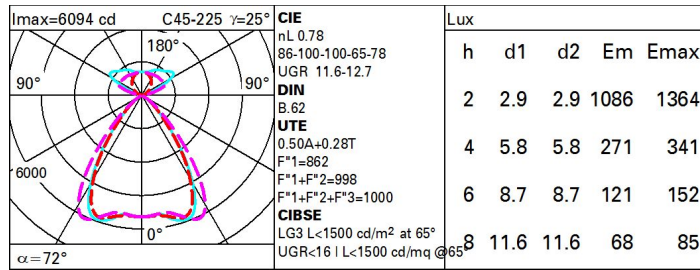 Imax=6094 cd C45-225 γ=25°
180°
90° 90°
6000
0°
α=72°
CIE
nL 0.78
86-100-100-65-78
UGR 11.6-12.7
DIN
B.62
UTE
0.50A+0.28T
F"1=862
F"1+F"2=998
F"1+F"2+F"3=1000
CIBSE
LG3 L<1500 cd/m² at 65°
UGR<16 | L<1500 cd/mq @65°
Lux
h d1 d2 Em Emax
2 2.9 2.9 1086 1364
4 5.8 5.8 271 341
6 8.7 8.7 121 152
8 11.6 11.6 68 85